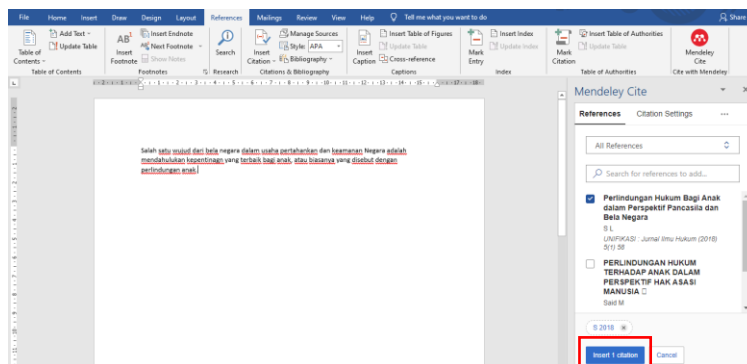 File Home Insert Draw Design Layout References Mailings Review View Help Tell me what you want to do Share
Table of Contents
Add Text
Update Table
Table of Contents
AB
Insert Footnote
Insert Endnote
Next Footnote
Show Notes
Footnotes
Search
Research
Insert Citation
Manage Sources
Style: APA
Bibliography
Citations & Bibliography
Insert Caption
Insert Table of Figures
Update Table
Cross-reference
Captions
Mark Entry
Insert Index
Update Index
Index
Mark Citation
Insert Table of Authorities
Update Table
Table of Authorities
Mendeley Cite
Cite with Mendeley
Salah satu wujud dari bela negara dalam usaha pertahankan dan keamanan Negara adalah
mendahulukan kepentinagn yang terbaik bagi anak, atau biasanya yang disebut dengan
perlindungan anak
Mendeley Cite
References Citation Settings ...
All References
Search for references to add...
Perlindungan Hukum Bagi Anak
dalam Perspektif Pancasila dan
Bela Negara
S L
UNIFIKASI : Jurnal Ilmu Hukum (2018)
5(1) 38
PERLINDUNGAN HUKUM
TERHADAP ANAK DALAM
PERSPEKTIF HAK ASASI
MANUSIA
Said M
S 2018
Insert 1 citation Cancel